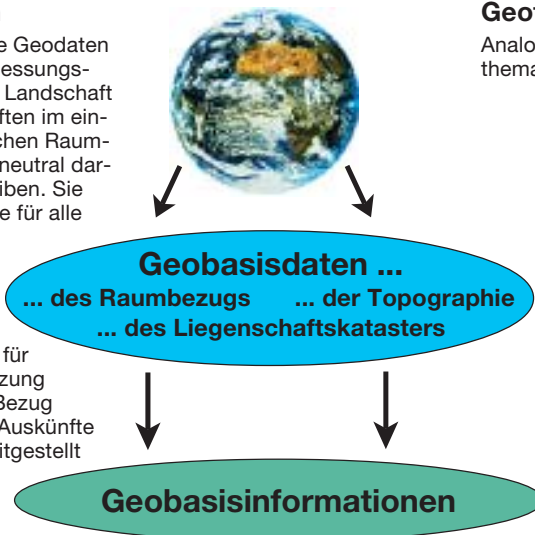 e Geodaten
essungs-
Landschaft
ften im ein-
chen Raum-
neutral dar-
iben. Sie
e für alle
Geot
Analo
thema
Geobasisdaten ...
... des Raumbezugs ... der Topographie
... des Liegenschaftskatasters
für
zung
Bezug
Auskünfte
itgestellt
Geobasisinformationen